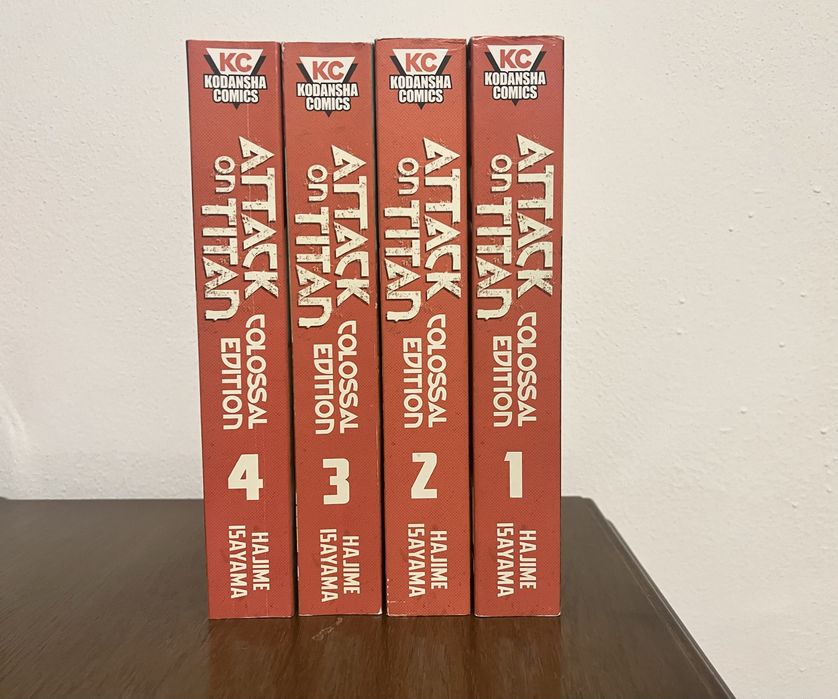 KC
KODANSHA
COMICS
ATTACK
ON TITAN
COLOSSAL
EDITION
4
HAJIME
ISAYAMA
KC
KODANSHA
COMICS
ATTACK
ON TITAN
COLOSSAL
EDITION
3
HAJIME
ISAYAMA
KC
KODANSHA
COMICS
ATTACK
ON TITAN
COLOSSAL
EDITION
2
HAJIME
ISAYAMA
KC
KODANSHA
COMICS
ATTACK
ON TITAN
COLOSSAL
EDITION
1
HAJIME
ISAYAMA